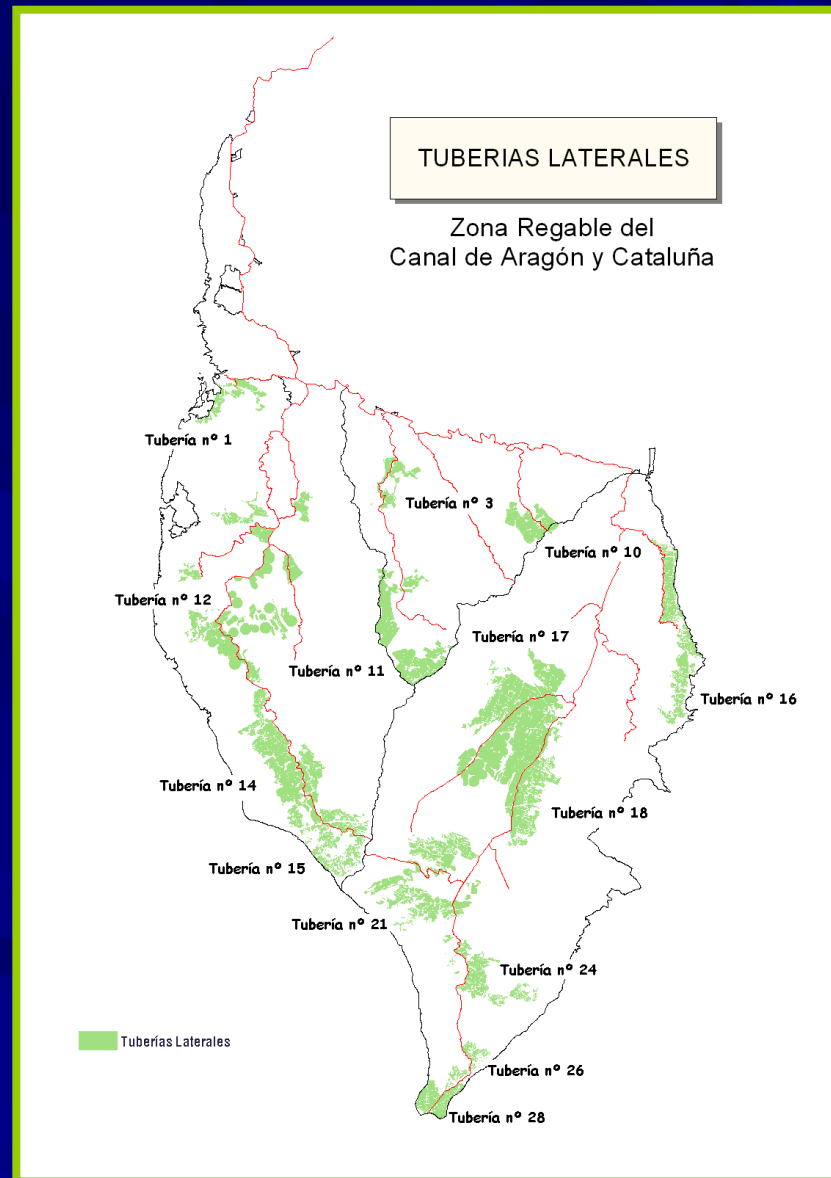 TUBERIAS LATERALES
Zona Regable del
Canal de Aragón y Cataluña
Tubería nº 1
Tubería nº 3
Tubería nº 10
Tubería nº 12
Tubería nº 17
Tubería nº 11
Tubería nº 16
Tubería nº 14
Tubería nº 18
Tubería nº 15
Tubería nº 21
Tubería nº 24
Tuberías Laterales
Tubería nº 26
Tubería nº 28